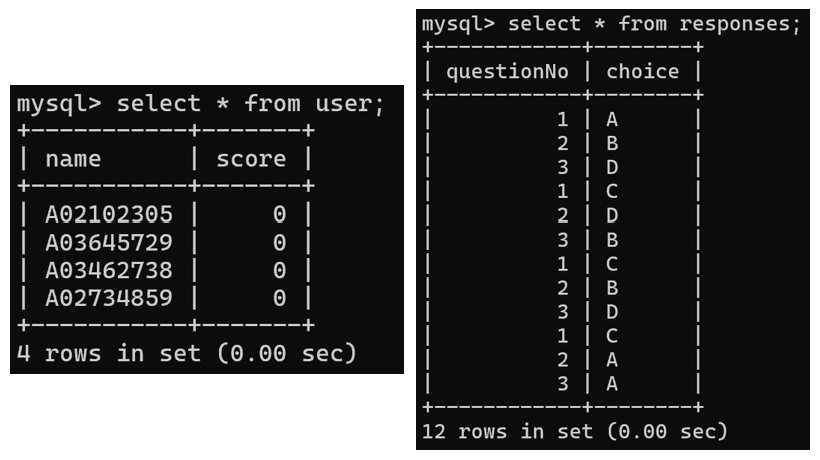 mysql> select * from user;
+-----------+-------+
| name      | score |
+-----------+-------+
| A02102305 |     0 |
| A03645729 |     0 |
| A03462738 |     0 |
| A02734859 |     0 |
+-----------+-------+
4 rows in set (0.00 sec)
mysql> select * from responses;
+------------+--------+
| questionNo | choice |
+------------+--------+
|          1 | A      |
|          2 | B      |
|          3 | D      |
|          1 | C      |
|          2 | D      |
|          3 | B      |
|          1 | C      |
|          2 | B      |
|          3 | D      |
|          1 | C      |
|          2 | A      |
|          3 | A      |
+------------+--------+
12 rows in set (0.00 sec)